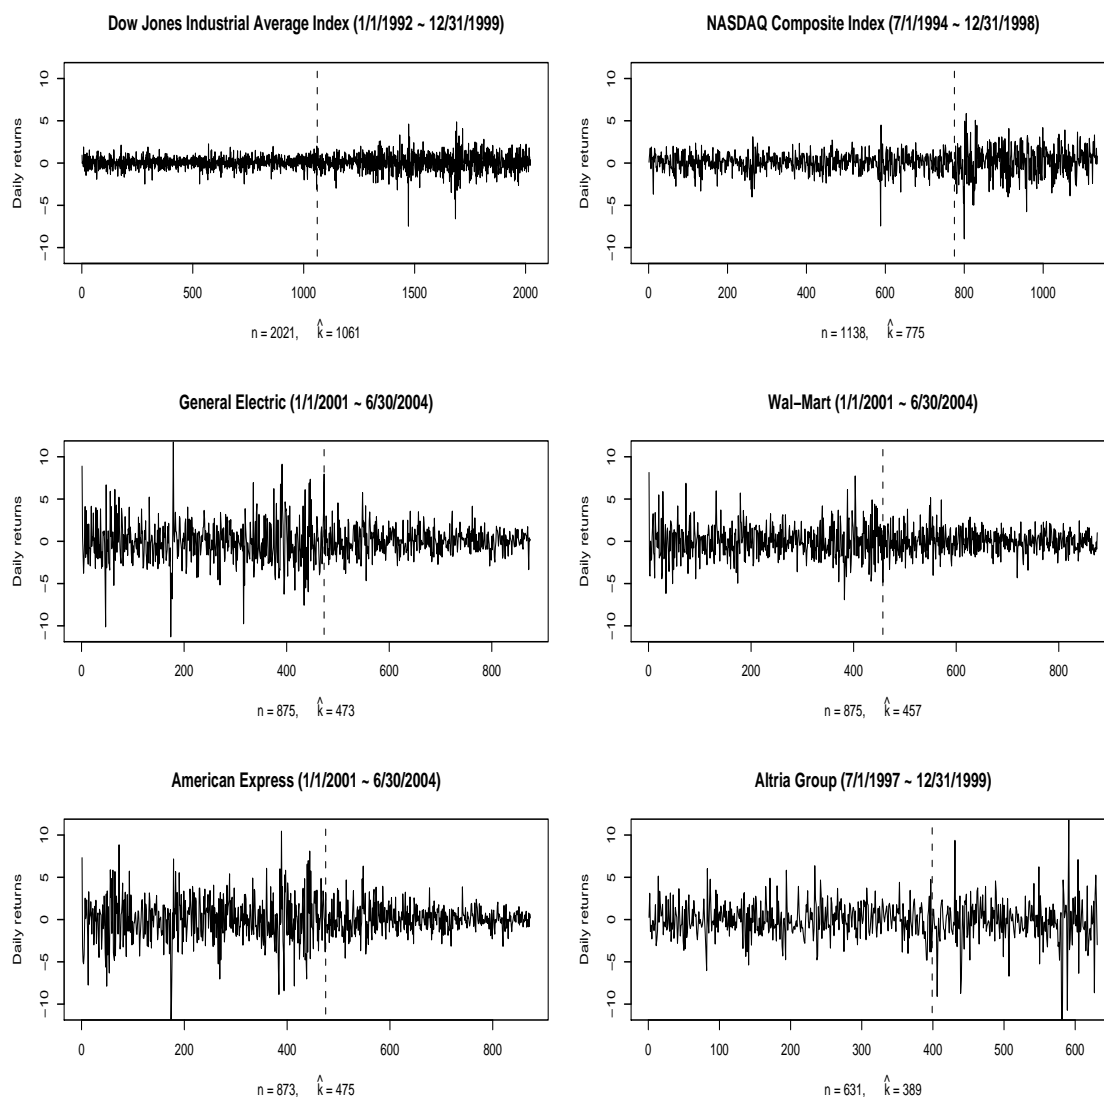 Dow Jones Industrial Average Index (1/1/1992 ~ 12/31/1999)
Daily returns
10
5
0
−5
−10
0 500 1000 1500 2000
n = 2021, k̂ = 1061
NASDAQ Composite Index (7/1/1994 ~ 12/31/1998)
Daily returns
10
5
0
−5
−10
0 200 400 600 800 1000
n = 1138, k̂ = 775
General Electric (1/1/2001 ~ 6/30/2004)
Daily returns
10
5
0
−5
−10
0 200 400 600 800
n = 875, k̂ = 473
Wal−Mart (1/1/2001 ~ 6/30/2004)
Daily returns
10
5
0
−5
−10
0 200 400 600 800
n = 875, k̂ = 457
American Express (1/1/2001 ~ 6/30/2004)
Daily returns
10
5
0
−5
−10
0 200 400 600 800
n = 873, k̂ = 475
Altria Group (7/1/1997 ~ 12/31/1999)
Daily returns
10
5
0
−5
−10
0 100 200 300 400 500 600
n = 631, k̂ = 389